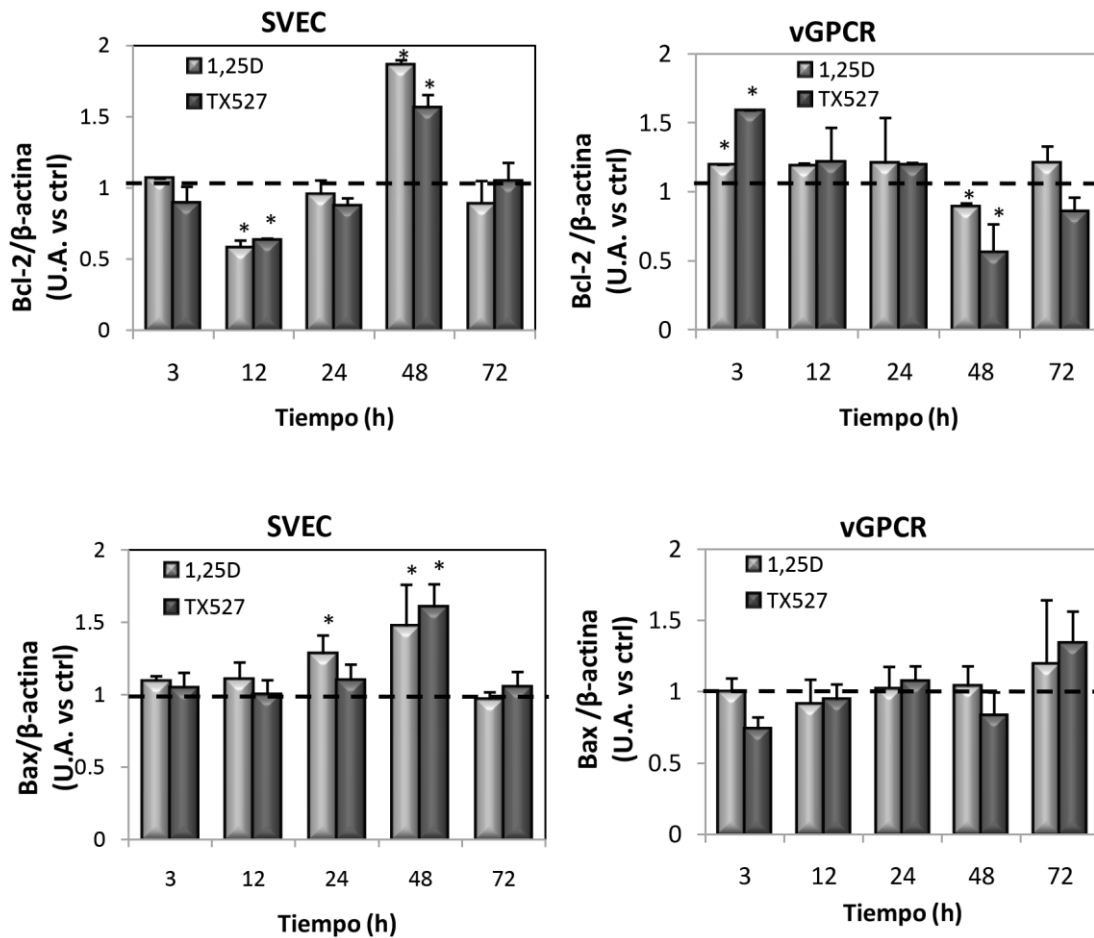 SVEC
2
1.5
1
0.5
0
1,25D
TX527
* * * *
Bcl-2/β-actina
(U.A. vs ctrl)
3 12 24 48 72
Tiempo (h)
vGPCR
2
1.5
1
0.5
0
1,25D
TX527
* * * *
Bcl-2 /β-actina
(U.A. vs ctrl)
3 12 24 48 72
Tiempo (h)
SVEC
2
1.5
1
0.5
0
1,25D
TX527
* * *
Bax/β-actina
(U.A. vs ctrl)
3 12 24 48 72
Tiempo (h)
vGPCR
2
1.5
1
0.5
0
1,25D
TX527
Bax /β-actina
(U.A. vs ctrl)
3 12 24 48 72
Tiempo (h)